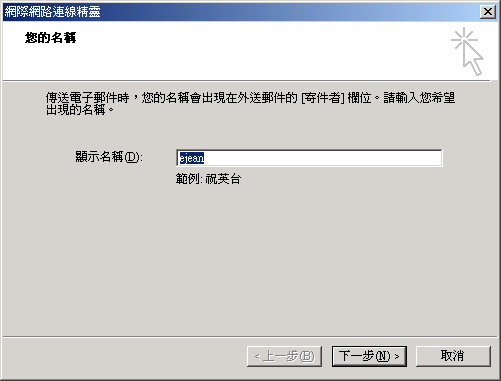 網際網路連線精靈
您的名稱
傳送電子郵件時，您的名稱會出現在外送郵件的 [寄件者] 欄位。請輸入您希望
出現的名稱。
顯示名稱(D):
ejean
範例: 祝英台
< 上一步(B)
下一步(N) >
取消